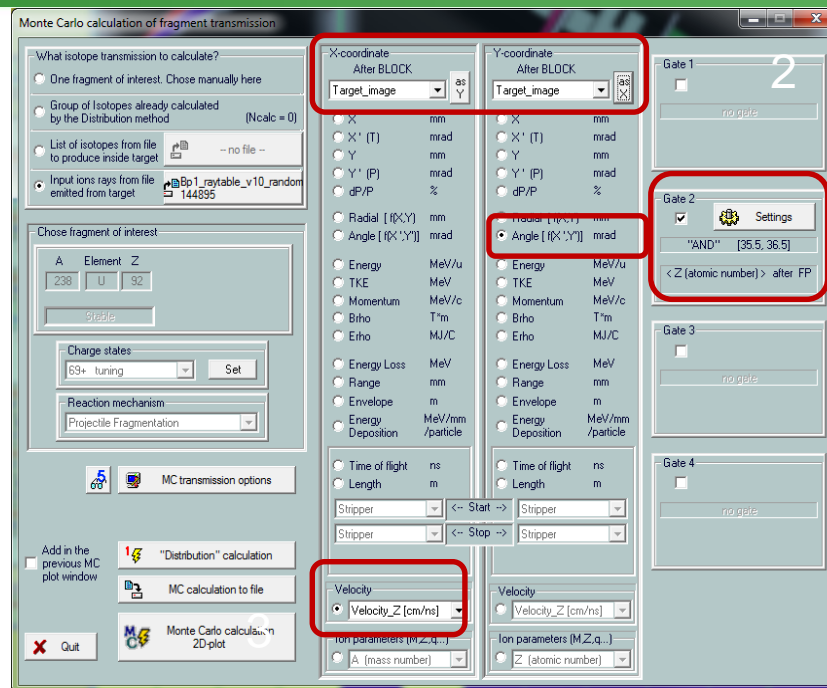 Monte Carlo calculation of fragment transmission
What isotope transmission to calculate?
One fragment of interest. Chose manually here
Group of Isotopes already calculated
by the Distribution method (Ncalc = 0)
List of isotopes from file
to produce inside target
-- no file --
Input ions rays from file
emitted from target
Bp1_raytable_v10_random
144895
Chose fragment of interest
A Element Z
238 U 92
Stable
Charge states
69+ tuning
Set
Reaction mechanism
Projectile Fragmentation
5
MC transmission options
Add in the
previous MC
plot window
1
"Distribution" calculation
MC calculation to file
Quit
MC
Monte Carlo calculation
2D-plot
3
X-coordinate
After BLOCK
Target_image
as
Y
X mm
X ' (T) mrad
Y mm
Y ' (P) mrad
dP/P %
Radial [ f(X,Y) mm
Angle [ f(X ',Y')] mrad
Energy MeV/u
TKE MeV
Momentum MeV/c
Brho T*m
Erho MJ/C
Energy Loss MeV
Range mm
Envelope m
Energy MeV/mm
Deposition /particle
Time of flight ns
Length m
Stripper
<-- Start -->
Stripper
<-- Stop -->
Velocity
Velocity_Z [cm/ns]
Ion parameters (M,Z,q...)
A (mass number)
Y-coordinate
After BLOCK
Target_image
as
X
X mm
X ' (T) mrad
Y mm
Y ' (P) mrad
dP/P %
Radial [ f(X,Y) mm
Angle [ f(X ',Y')] mrad
Energy MeV/u
TKE MeV
Momentum MeV/c
Brho T*m
Erho MJ/C
Energy Loss MeV
Range mm
Envelope m
Energy MeV/mm
Deposition /particle
Time of flight ns
Length m
Stripper
Stripper
Velocity
Velocity_Z [cm/ns]
Ion parameters (M,Z,q...)
Z (atomic number)
Gate 1
2
no gate
Gate 2
Settings
"AND" [35.5, 36.5]
< Z (atomic number) > after FP
Gate 3
no gate
Gate 4
no gate